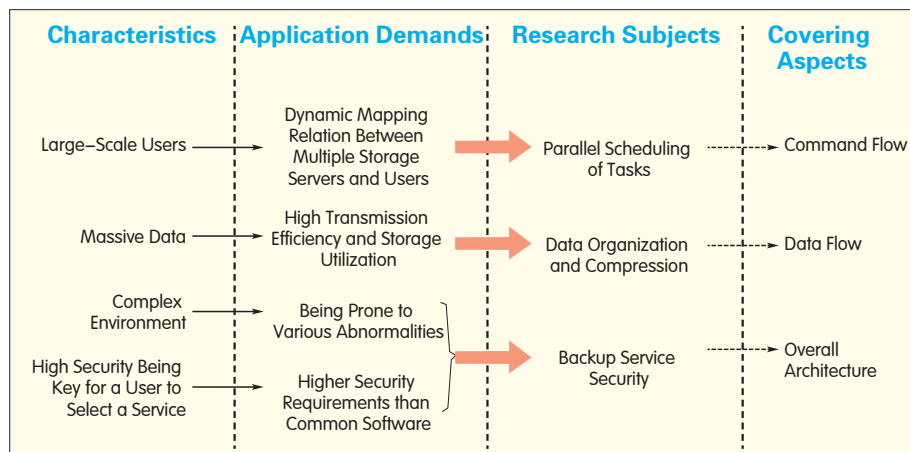 Characteristics
Application Demands
Research Subjects
Covering
Aspects
Large-Scale Users
Dynamic Mapping
Relation Between
Multiple Storage
Servers and Users
Parallel Scheduling
of Tasks
Command Flow
Massive Data
High Transmission
Efficiency and Storage
Utilization
Data Organization
and Compression
Data Flow
Complex
Environment
Being Prone to
Various Abnormalities
High Security Being
Key for a User to
Select a Service
Higher Security
Requirements than
Common Software
Backup Service
Security
Overall
Architecture